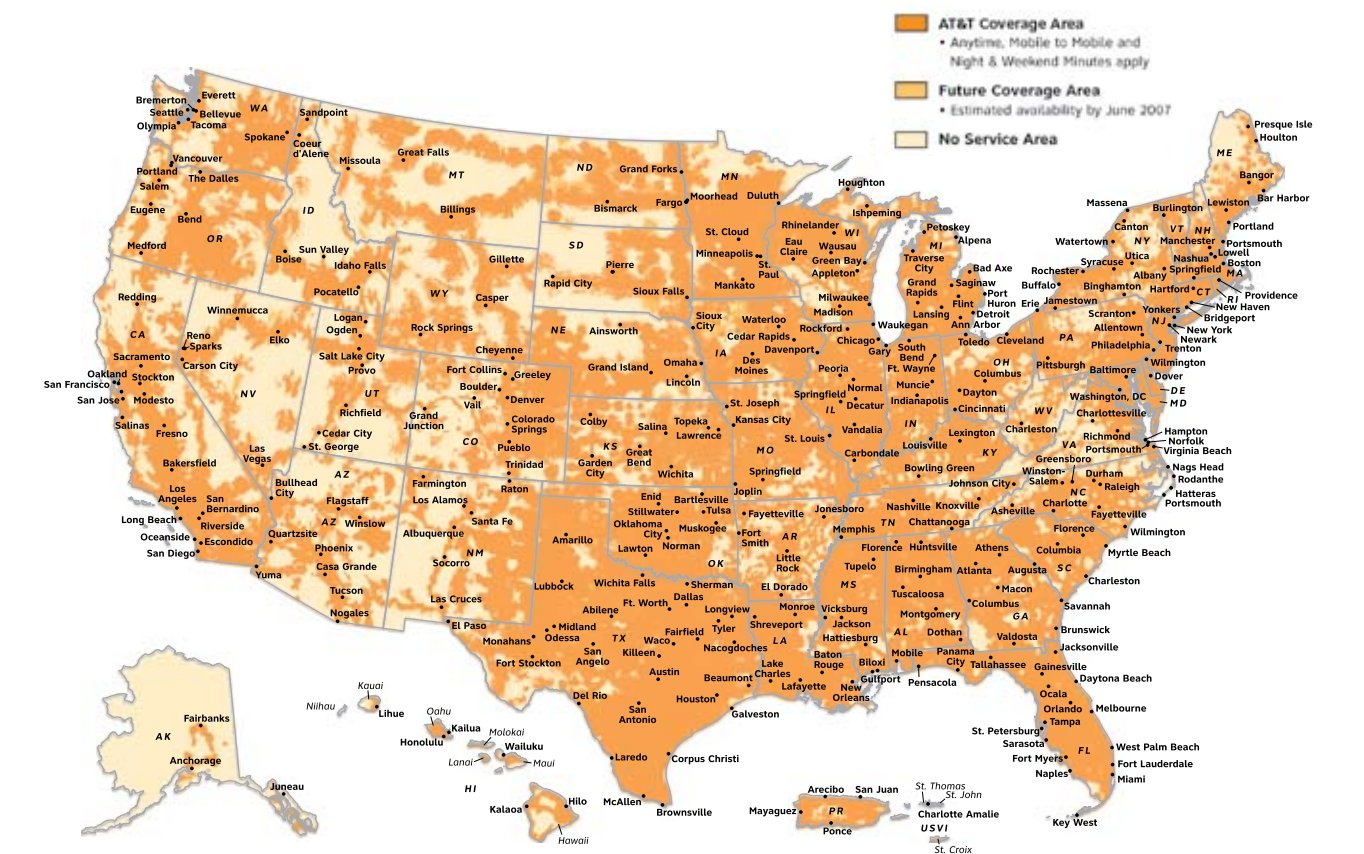 AT&T Coverage Area
• Anytime, Mobile to Mobile and
Night & Weekend Minutes apply
Future Coverage Area
• Estimated availability by June 2007
No Service Area
Everett
Bremerton
WA
Seattle
Bellevue
Olympia
Tacoma
Spokane
Sandpoint
Coeur
d'Alene
Vancouver
Portland
The Dalles
Salem
Eugene
Bend
OR
Medford
Missoula
Great Falls
MT
Billings
ID
Sun Valley
Boise
Idaho Falls
Pocatello
Gillette
WY
Casper
Rock Springs
Cheyenne
ND
Grand Forks
Fargo
Bismarck
SD
Pierre
Rapid City
Sioux Falls
NE
Ainsworth
Omaha
Grand Island
Lincoln
MN
Moorhead
Duluth
St. Cloud
Minneapolis
St.
Paul
Mankato
Houghton
Ishpeming
Rhinelander
WI
Eau
Claire
Wausau
Green Bay
Appleton
Milwaukee
Madison
Petoskey
MI
Alpena
Traverse
City
Bad Axe
Grand
Rapids
Saginaw
Flint
Port
Huron
Lansing
Detroit
Ann Arbor
Sioux
City
Waterloo
Cedar Rapids
Davenport
IA
Des
Moines
Rockford
Waukegan
Chicago
Gary
South
Bend
Ft. Wayne
Toledo
Cleveland
Peoria
Normal
Springfield
Decatur
IL
Vandalia
Carbondale
Muncie
Indianapolis
IN
OH
Columbus
Dayton
Cincinnati
Redding
CA
Sacramento
Oakland
Stockton
San Francisco
San Jose
Modesto
Salinas
Fresno
Bakersfield
Los
Angeles
San
Bernardino
Long Beach
Riverside
Oceanside
Escondido
San Diego
Winnemucca
Elko
Reno
Sparks
Carson City
NV
Las
Vegas
Logan
Ogden
Salt Lake City
Provo
UT
Richfield
Cedar City
St. George
Fort Collins
Greeley
Boulder
Vail
Denver
Grand
Junction
Colorado
Springs
CO
Pueblo
Trinidad
Colby
Salina
Topeka
Lawrence
KS
Garden
City
Great
Bend
Wichita
St. Joseph
Kansas City
St. Louis
MO
Springfield
Joplin
Louisville
Lexington
KY
Bowling Green
AZ
Bullhead
City
Flagstaff
AZ
Winslow
Quartzsite
Phoenix
Casa Grande
Yuma
Tucson
Nogales
Farmington
Raton
Los Alamos
Santa Fe
Albuquerque
NM
Socorro
Las Cruces
Enid
Bartlesville
Stillwater
Tulsa
Oklahoma
City
Muskogee
Norman
Lawton
OK
Fayetteville
Jonesboro
Fort
Smith
AR
Little
Rock
El Dorado
Nashville
Knoxville
Johnson City
Memphis
TN
Chattanooga
Amarillo
Lubbock
Wichita Falls
Sherman
Dallas
Ft. Worth
Abilene
Longview
Tyler
El Paso
Midland
Odessa
Monahans
TX
Fairfield
Waco
Nacogdoches
San
Angelo
Killeen
Fort Stockton
Austin
Beaumont
Del Rio
Houston
San
Antonio
Galveston
Laredo
Corpus Christi
McAllen
Brownsville
Monroe
Shreveport
LA
Lake
Charles
Baton
Rouge
Lafayette
New
Orleans
Tupelo
MS
Vicksburg
Jackson
Hattiesburg
Biloxi
Gulfport
Florence
Huntsville
Birmingham
Tuscaloosa
Montgomery
AL
Dothan
Mobile
Athens
Atlanta
Augusta
Macon
Columbus
GA
Savannah
Valdosta
Brunswick
Pensacola
Panama
City
Tallahassee
Jacksonville
Gainesville
Daytona Beach
Ocala
Orlando
Melbourne
Tampa
St. Petersburg
Sarasota
FL
West Palm Beach
Fort Myers
Fort Lauderdale
Naples
Miami
Key West
Presque Isle
Houlton
ME
Bangor
Bar Harbor
Lewiston
Portland
Massena
Burlington
Canton
VT
NH
Watertown
NY
Manchester
Portsmouth
Utica
Nashua
Lowell
Syracuse
Boston
Rochester
Albany
Springfield
MA
Buffalo
Binghamton
Hartford
CT
RI
Providence
Erie
Jamestown
New Haven
Scranton
Yonkers
Bridgeport
NJ
PA
Allentown
New York
Newark
Philadelphia
Trenton
Pittsburgh
Wilmington
Baltimore
Dover
Washington, DC
DE
MD
WV
Charlottesville
Charleston
VA
Richmond
Hampton
Norfolk
Portsmouth
Virginia Beach
Greensboro
Winston-
Salem
Durham
Raleigh
Nags Head
Rodanthe
Hatteras
Portsmouth
NC
Asheville
Charlotte
Fayetteville
Wilmington
Florence
Columbia
SC
Myrtle Beach
Charleston
AK
Fairbanks
Anchorage
Juneau
Kauai
Niihau
Lihue
Oahu
Kailua
Honolulu
Molokai
Wailuku
Lanai
Maui
HI
Hilo
Kalaoa
Hawaii
Arecibo
San Juan
Mayaguez
PR
Ponce
St. Thomas
St. John
Charlotte Amalie
USVI
St. Croix